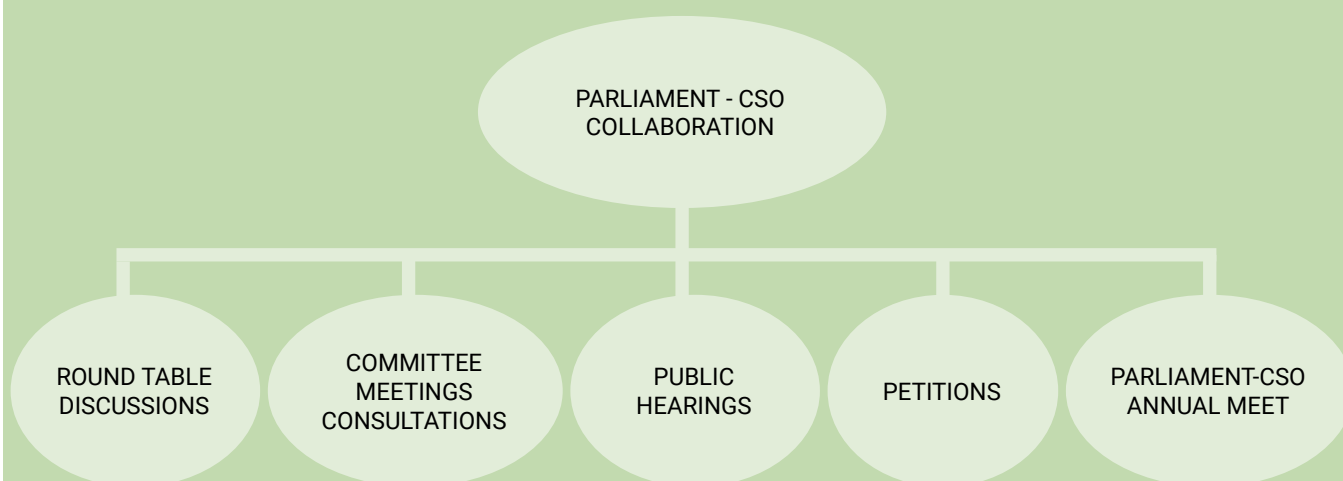 PARLIAMENT - CSO
COLLABORATION
ROUND TABLE
DISCUSSIONS
COMMITTEE
MEETINGS
CONSULTATIONS
PUBLIC
HEARINGS
PETITIONS
PARLIAMENT-CSO
ANNUAL MEET